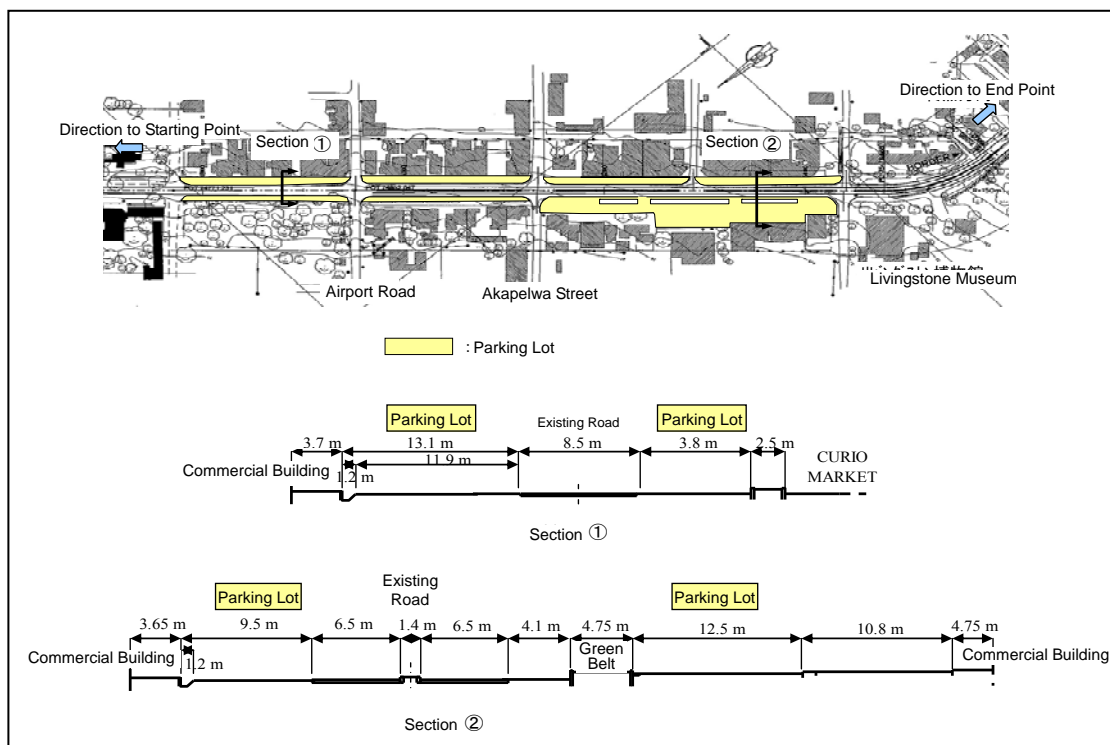 Direction to End Point
Direction to Starting Point
Section ①
Section ②
BORDER
Airport Road
Akapelwa Street
Livingstone Museum
: Parking Lot
Parking Lot
Existing Road
Parking Lot
3.7 m
13.1 m
8.5 m
3.8 m
2.5 m
Commercial Building
1.2 m
11.9 m
CURIO
MARKET
Section ①
Parking Lot
Existing
Road
Parking Lot
3.65 m
9.5 m
6.5 m
1.4 m
6.5 m
4.1 m
4.75 m
12.5 m
10.8 m
4.75 m
Commercial Building
1.2 m
Green
Belt
Commercial Building
Section ②